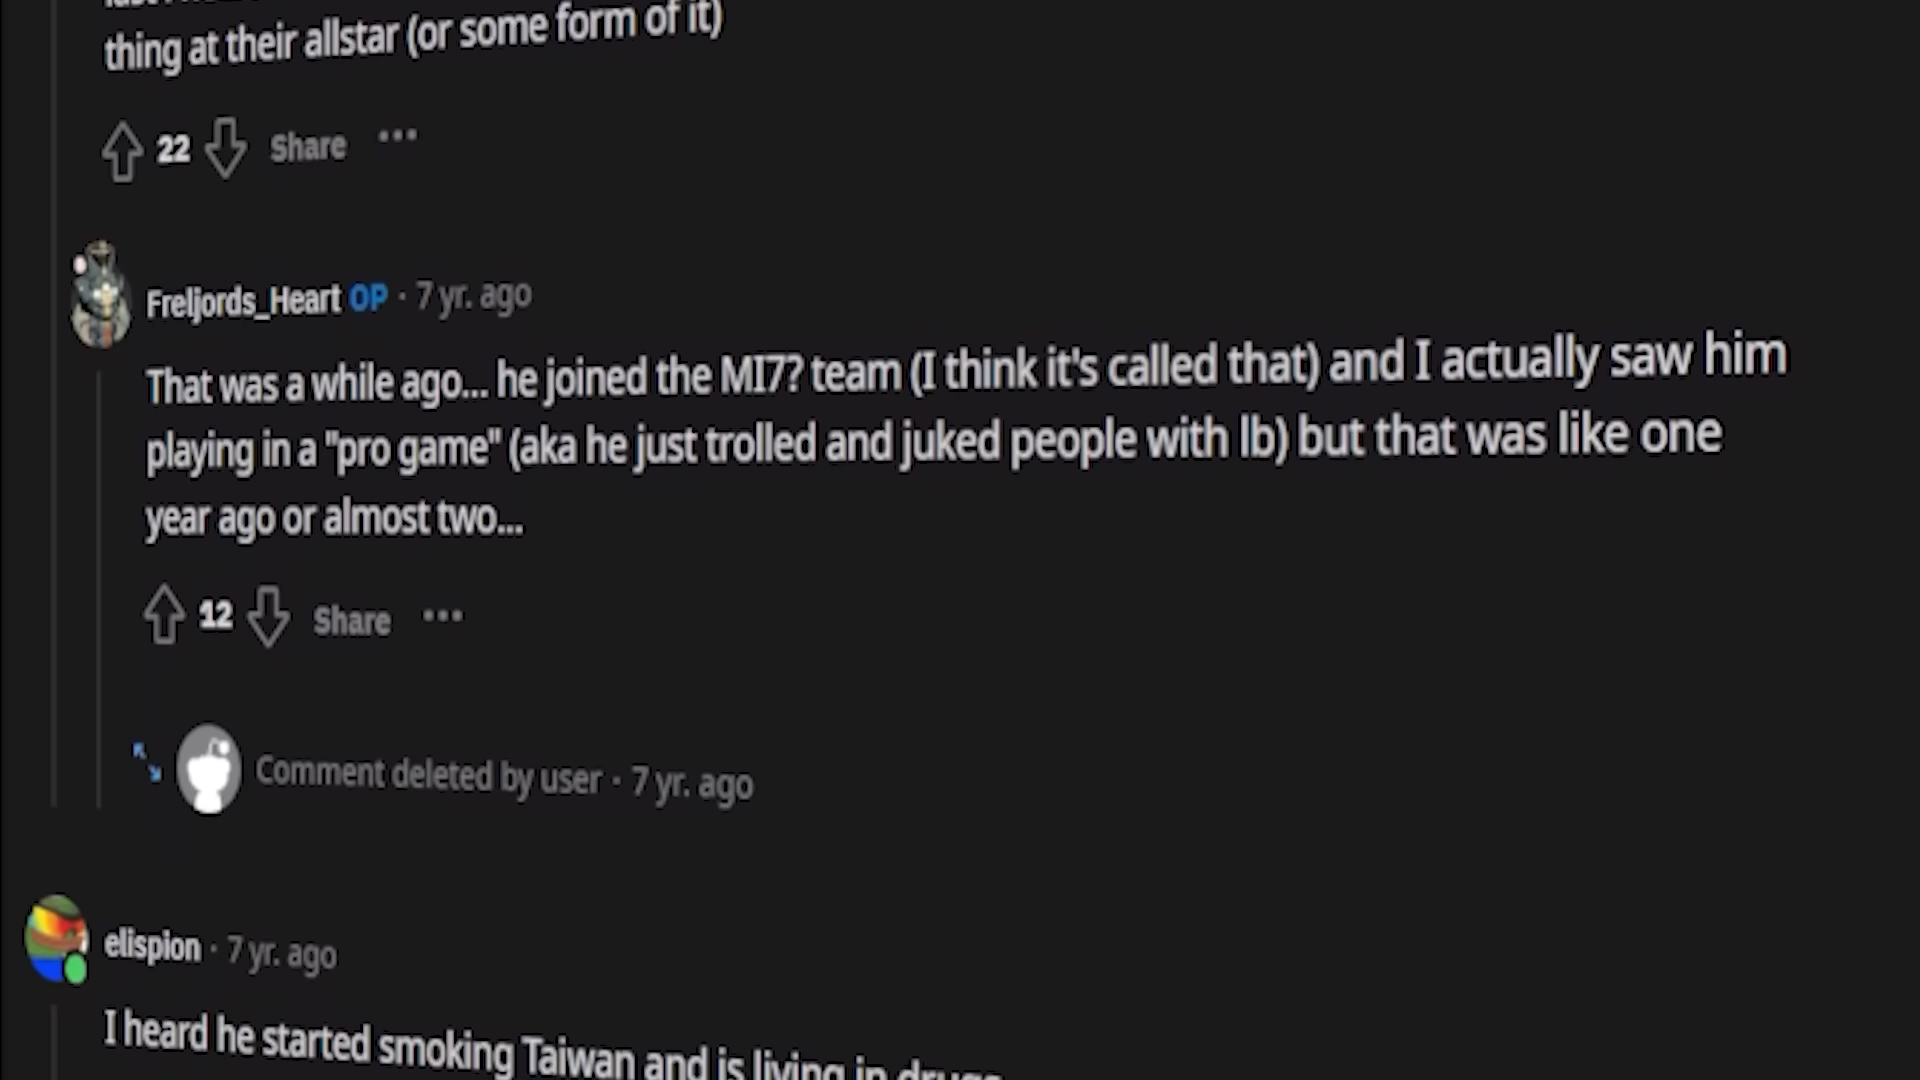 thing at their allstar (or some form of it)
22 Share ...
Freljords_Heart OP · 7 yr. ago
That was a while ago... he joined the MI7? team (I think it's called that) and I actually saw him
playing in a "pro game" (aka he just trolled and juked people with lb) but that was like one
year ago or almost two...
12 Share ...
Comment deleted by user · 7 yr. ago
elispion · 7 yr. ago
I heard he started smoking Taiwan and is living in drugs